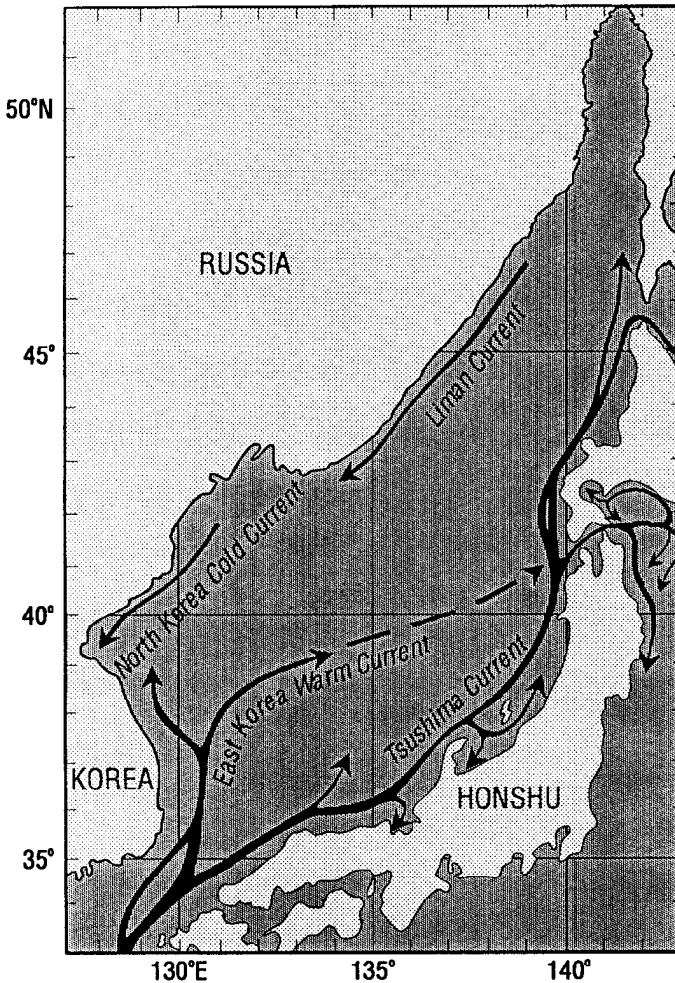 50°N
RUSSIA
45°
Liman Current
North Korea Cold Current
40°
East Korea Warm Current
Tsushima Current
KOREA
HONSHU
35°
130°E
135°
140°